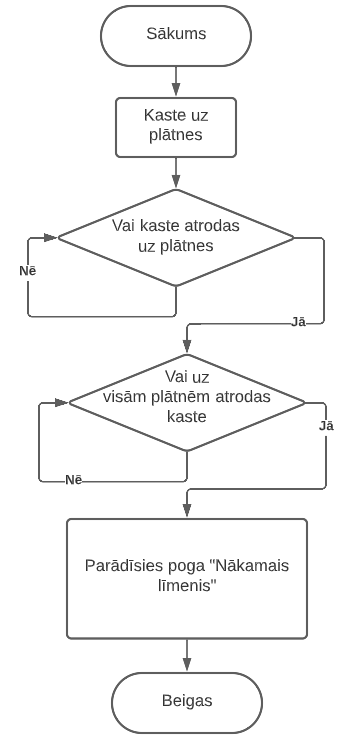 Sākums
Kaste uz
plātnes
Vai kaste atrodas
uz plātnes
Nē
Jā
Vai uz
visām plātnēm atrodas
kaste
Jā
Nē
Parādīsies poga "Nākamais
līmenis"
Beigas